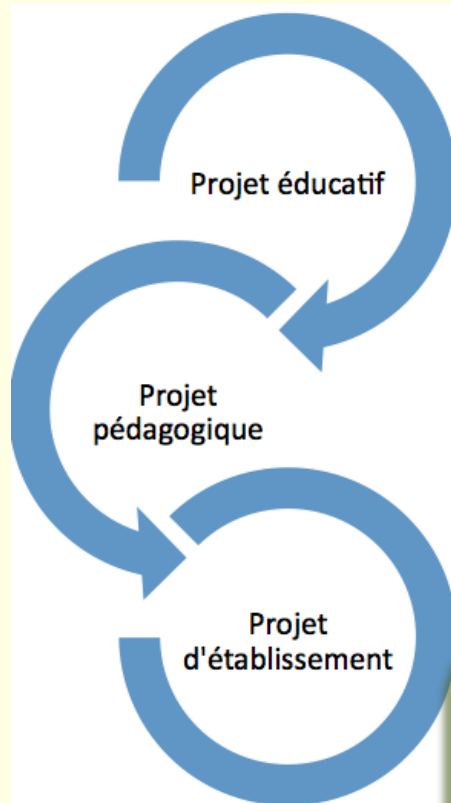 Projet éducatif
Projet
pédagogique
Projet
d'établissement